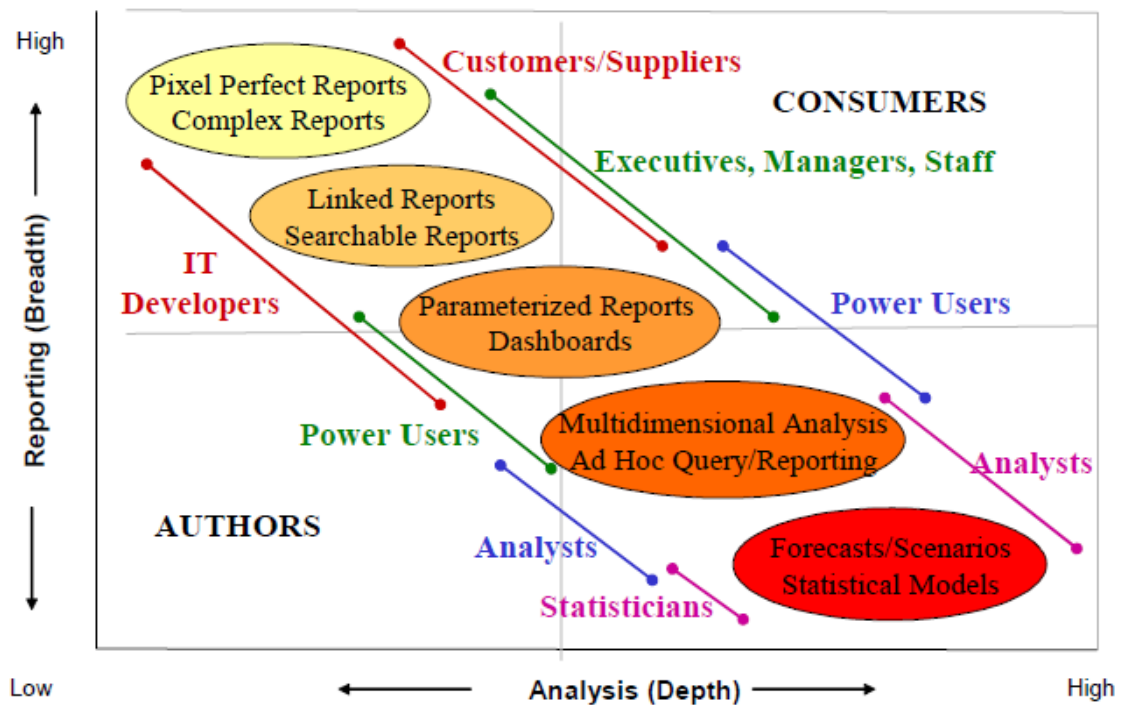 High
Customers/Suppliers
Pixel Perfect Reports
Complex Reports
CONSUMERS
Executives, Managers, Staff
Linked Reports
Searchable Reports
IT
Developers
Parameterized Reports
Dashboards
Power Users
Reporting (Breadth)
Power Users
Multidimensional Analysis
Ad Hoc Query/Reporting
Analysts
AUTHORS
Analysts
Forecasts/Scenarios
Statistical Models
Statisticians
Low
Analysis (Depth)
High